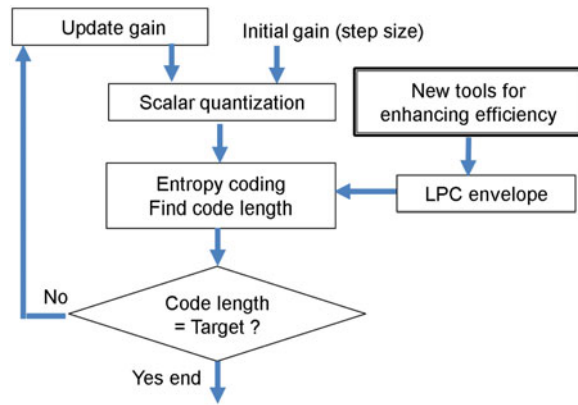 Update gain
Initial gain (step size)
Scalar quantization
New tools for
enhancing efficiency
Entropy coding
Find code length
LPC envelope
No
Code length
= Target ?
Yes end